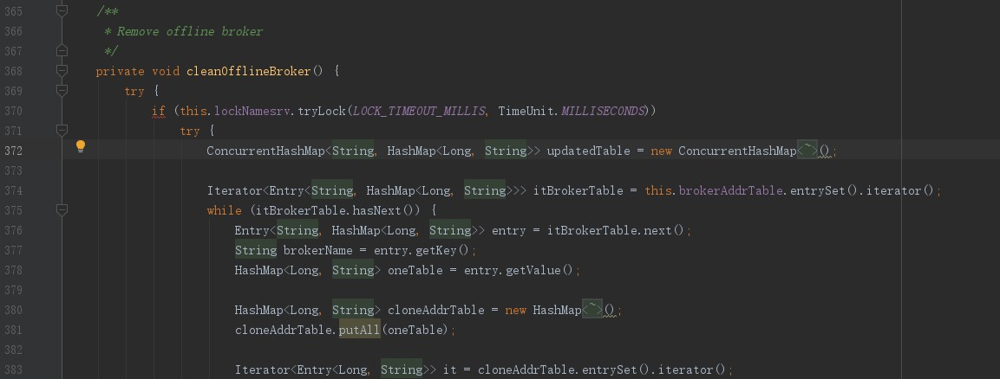 365 /**
366 * Remove offline broker
367 */
368 private void cleanOfflineBroker() {
369 try {
370 if (this.lockNamesrv.tryLock(LOCK_TIMEOUT_MILLIS, TimeUnit.MILLISECONDS))
371 try {
372 ConcurrentHashMap<String, HashMap<Long, String>> updatedTable = new ConcurrentHashMap<~>();
373
374 Iterator<Entry<String, HashMap<Long, String>>> itBrokerTable = this.brokerAddrTable.entrySet().iterator();
375 while (itBrokerTable.hasNext()) {
376 Entry<String, HashMap<Long, String>> entry = itBrokerTable.next();
377 String brokerName = entry.getKey();
378 HashMap<Long, String> oneTable = entry.getValue();
379
380 HashMap<Long, String> cloneAddrTable = new HashMap<~>();
381 cloneAddrTable.putAll(oneTable);
382
383 Iterator<Entry<Long, String>> it = cloneAddrTable.entrySet().iterator();